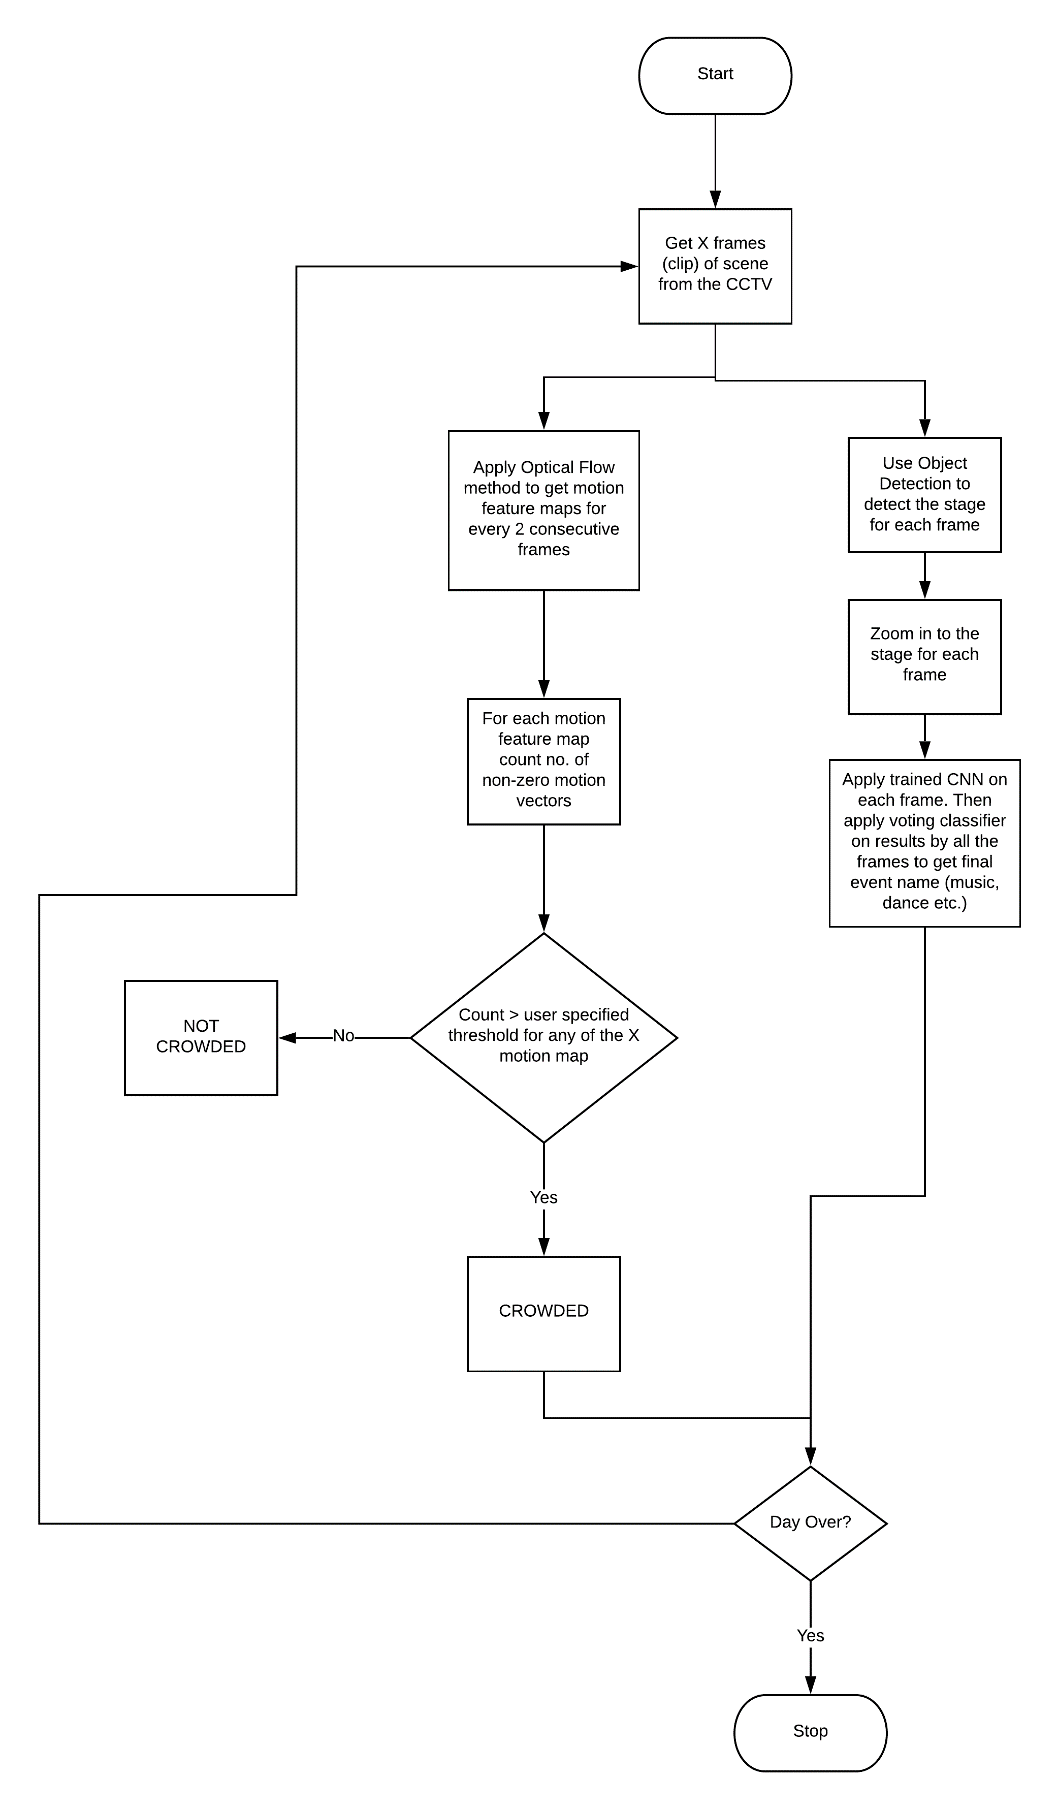 Start
Get X frames
(clip) of scene
from the CCTV
Apply Optical Flow
method to get motion
feature maps for
every 2 consecutive
frames
Use Object
Detection to
detect the stage
for each frame
Zoom in to the
stage for each
frame
For each motion
feature map
count no. of
non-zero motion
vectors
Apply trained CNN on
each frame. Then
apply voting classifier
on results by all the
frames to get final
event name (music,
dance etc.)
Count > user specified
threshold for any of the X
motion map
No
NOT
CROWDED
Yes
CROWDED
Day Over?
Yes
Stop